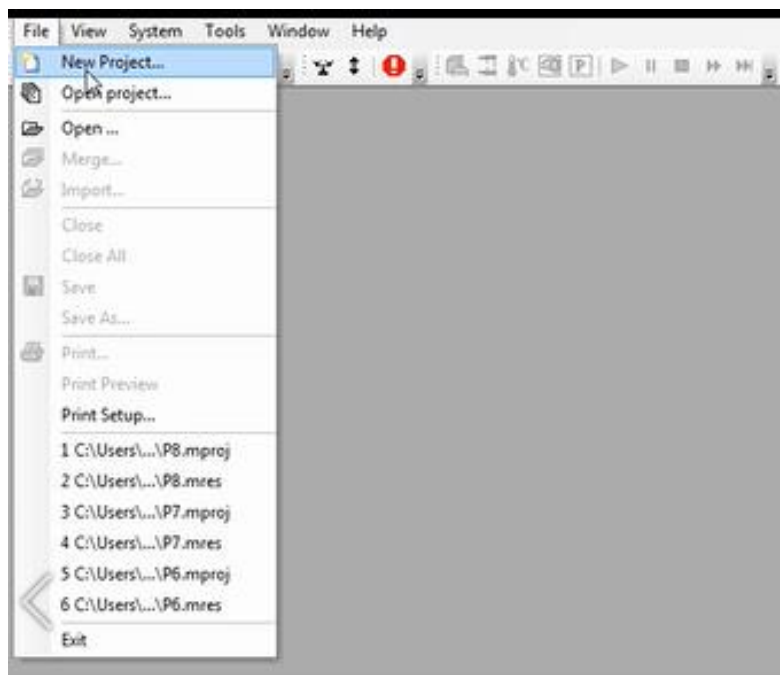 File View System Tools Window Help
New Project...
Open project...
Open ...
Merge...
Import...
Close
Close All
Save
Save As...
Print...
Print Preview
Print Setup...
1 C:\Users\...\P8.mproj
2 C:\Users\...\P8.mres
3 C:\Users\...\P7.mproj
4 C:\Users\...\P7.mres
5 C:\Users\...\P6.mproj
6 C:\Users\...\P6.mres
Exit
°C P